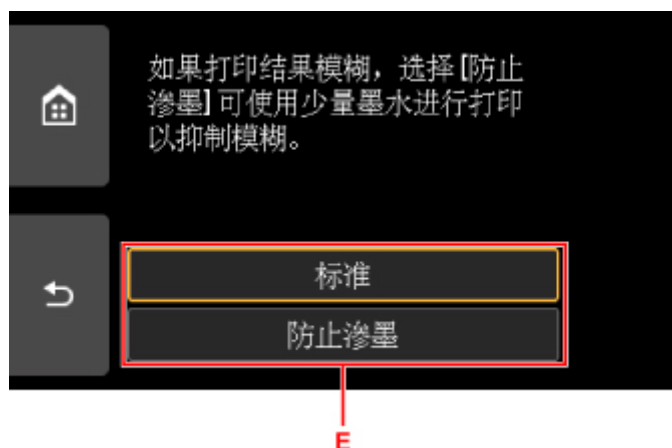 如果打印结果模糊，选择[防止
渗墨]可使用少量墨水进行打印
以抑制模糊。
标准
防止渗墨
E